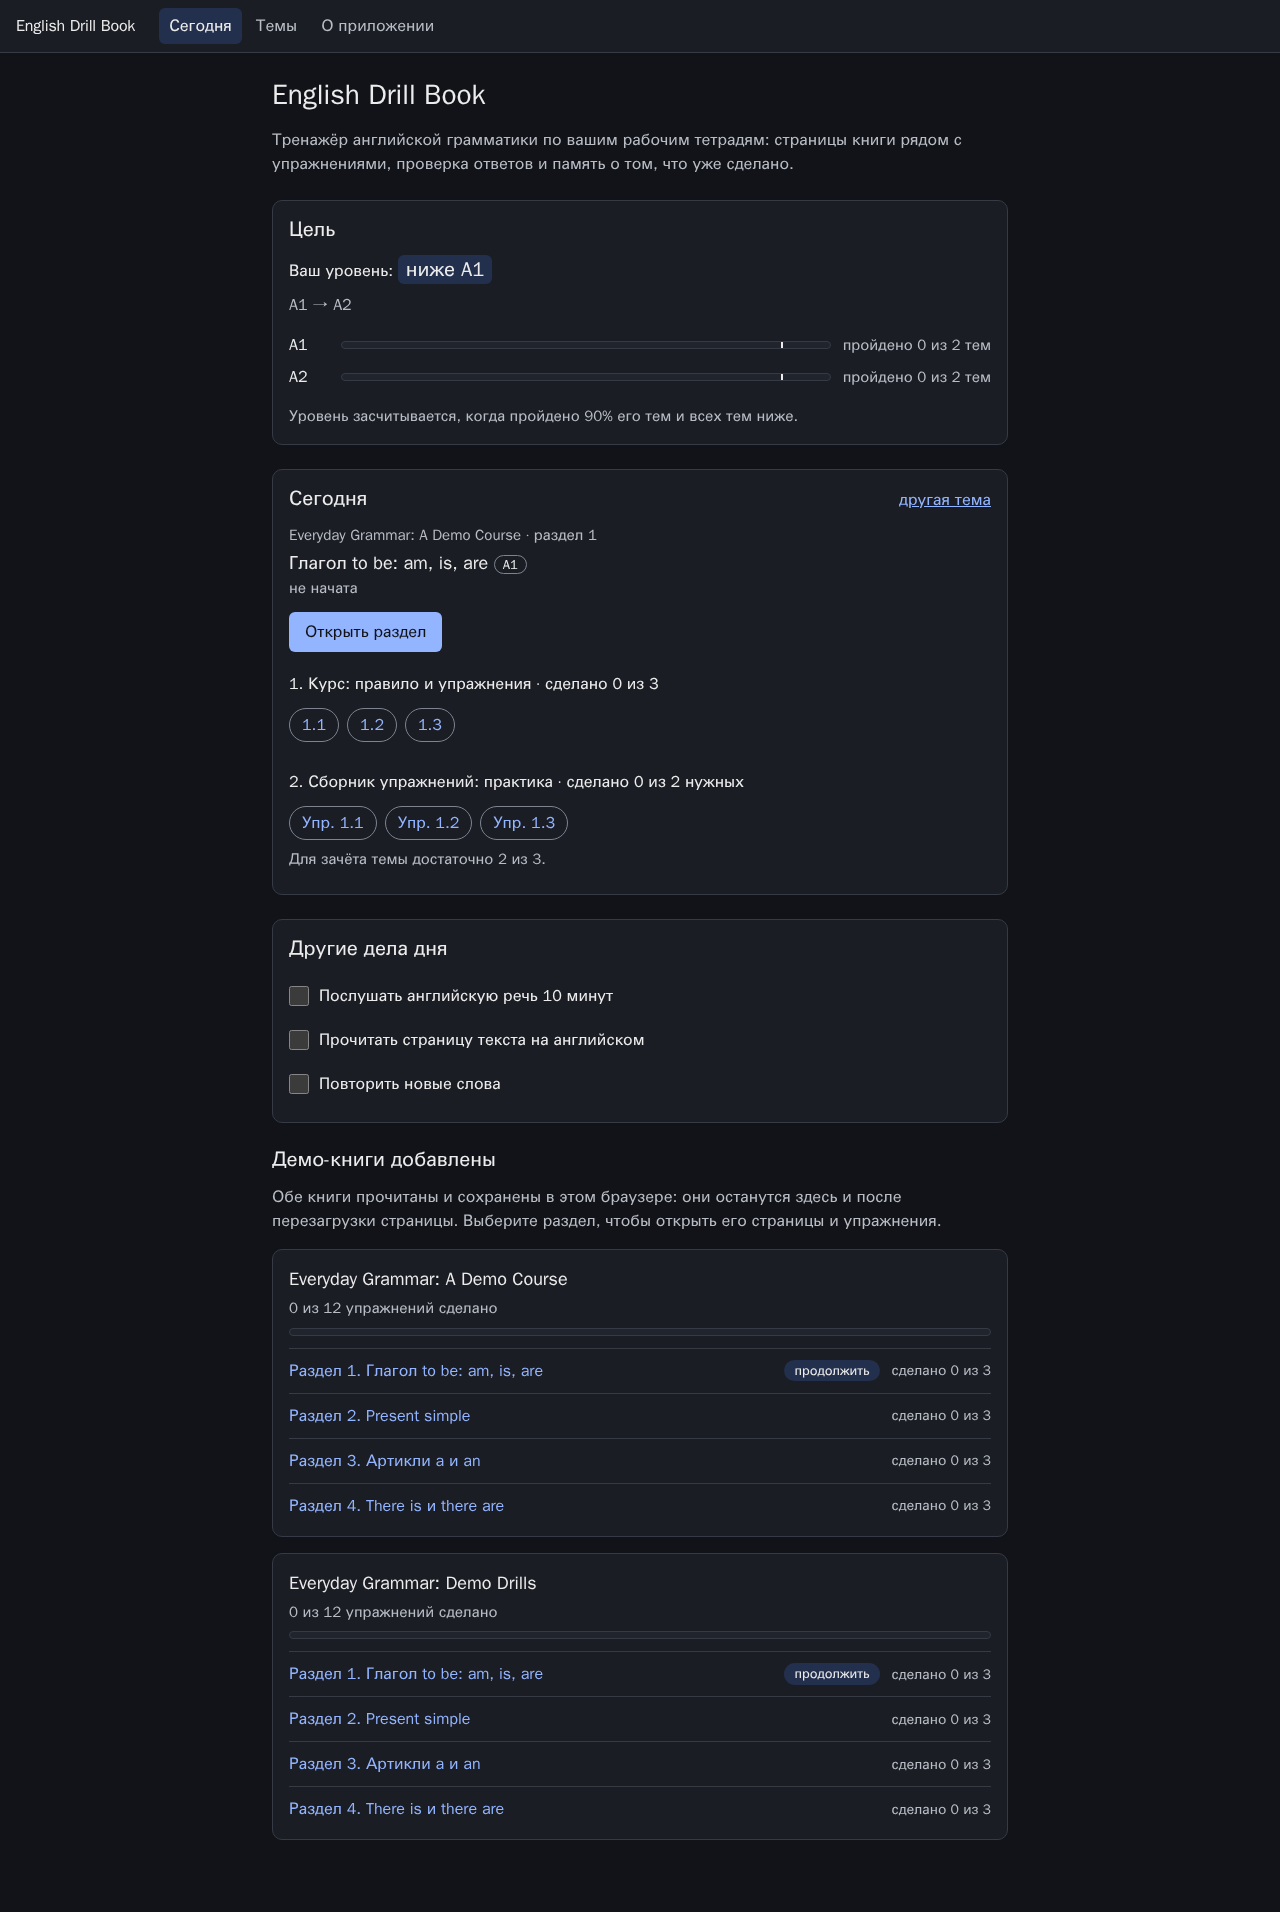 English Drill Book
Сегодня
Темы
О приложении
English Drill Book
Тренажёр английской грамматики по вашим рабочим тетрадям: страницы книги рядом с
упражнениями, проверка ответов и память о том, что уже сделано.
Цель
Ваш уровень: ниже A1
A1 → A2
A1 пройдено 0 из 2 тем
A2 пройдено 0 из 2 тем
Уровень засчитывается, когда пройдено 90% его тем и всех тем ниже.
Сегодня
другая тема
Everyday Grammar: A Demo Course · раздел 1
Глагол to be: am, is, are A1
не начата
Открыть раздел
1. Курс: правило и упражнения · сделано 0 из 3
1.1 1.2 1.3
2. Сборник упражнений: практика · сделано 0 из 2 нужных
Упр. 1.1 Упр. 1.2 Упр. 1.3
Для зачёта темы достаточно 2 из 3.
Другие дела дня
Послушать английскую речь 10 минут
Прочитать страницу текста на английском
Повторить новые слова
Демо-книги добавлены
Обе книги прочитаны и сохранены в этом браузере: они останутся здесь и после
перезагрузки страницы. Выберите раздел, чтобы открыть его страницы и упражнения.
Everyday Grammar: A Demo Course
0 из 12 упражнений сделано
Раздел 1. Глагол to be: am, is, are продолжить сделано 0 из 3
Раздел 2. Present simple сделано 0 из 3
Раздел 3. Артикли a и an сделано 0 из 3
Раздел 4. There is и there are сделано 0 из 3
Everyday Grammar: Demo Drills
0 из 12 упражнений сделано
Раздел 1. Глагол to be: am, is, are продолжить сделано 0 из 3
Раздел 2. Present simple сделано 0 из 3
Раздел 3. Артикли a и an сделано 0 из 3
Раздел 4. There is и there are сделано 0 из 3